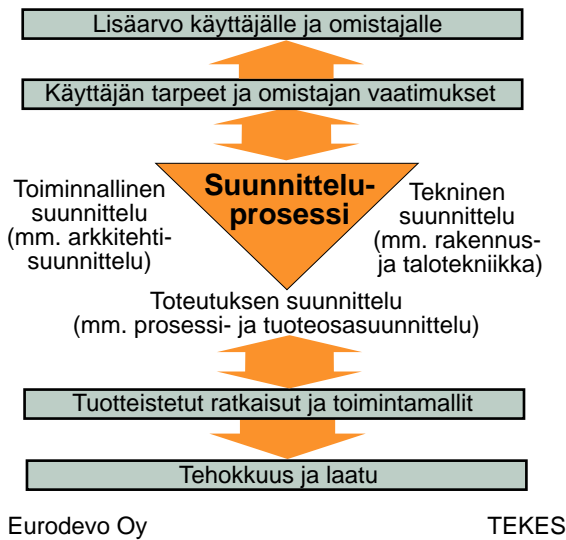 Lisäarvo käyttäjälle ja omistajalle
Käyttäjän tarpeet ja omistajan vaatimukset
Suunnittelu-
prosessi
Toiminnallinen
suunnittelu
(mm. arkkitehti-
suunnittelu)
Tekninen
suunnittelu
(mm. rakennus-
ja talotekniikka)
Toteutuksen suunnittelu
(mm. prosessi- ja tuoteosasuunnittelu)
Tuotteistetut ratkaisut ja toimintamallit
Tehokkuus ja laatu
Eurodevo Oy
TEKES